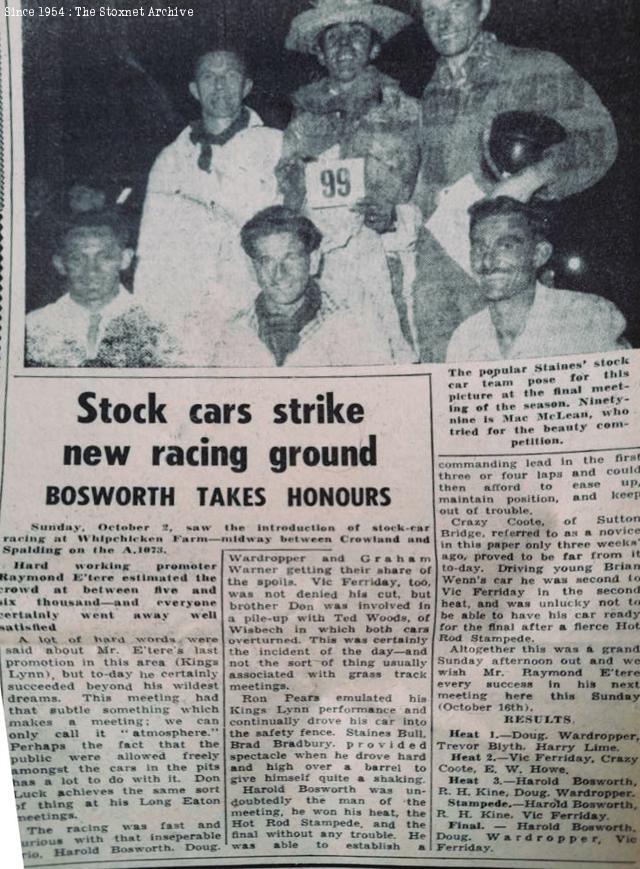 Since 1954 : The Stoxnet Archive
99
The popular Staines' stock
car team pose for this
picture at the final meet-
ing of the season. Ninety-
nine is Mac McLean, who
tried for the beauty com-
petition.
Stock cars strike
new racing ground
BOSWORTH TAKES HONOURS
Sunday, October 2, saw the introduction of stock-car
racing at Whipchicken Farm—midway between Crowland and
Spalding on the A.1073.
Hard working promoter
Raymond E'tere estimated the
crowd at between five and
six thousand—and everyone
certainly went away well
satisfied.
A lot of hard words were
said about Mr. E'tere's last
promotion in this area (Kings
Lynn), but to-day he certainly
succeeded beyond his wildest
dreams. This meeting had
that subtle something which
makes a meeting; we can
only call it "atmosphere."
Perhaps the fact that the
public were allowed freely
amongst the cars in the pits
has a lot to do with it. Don
Luck achieves the same sort
of thing at his Long Eaton
meetings.
The racing was fast and
urious with that inseperable
rio, Harold Bosworth, Doug.
Wardropper and Graham
Warner getting their share of
the spoils. Vic Ferriday, too,
was not denied his cut, but
brother Don was involved in
a pile-up with Ted Woods, of
Wisbech in which both cars
overturned. This was certainly
the incident of the day—and
not the sort of thing usually
associated with grass track
meetings.
Ron Pears emulated his
Kings Lynn performance and
continually drove his car into
the safety fence. Staines Bull,
Brad Bradbury, provided
spectacle when he drove hard
and high over a barrel to
give himself quite a shaking.
Harold Bosworth was un-
doubtedly the man of the
meeting, he won his heat, the
Hot Rod Stampede, and the
final without any trouble. He
was able to establish a
commanding lead in the first
three or four laps and could
then afford to ease up,
maintain position, and keep
out of trouble.
Crazy Coote, of Sutton
Bridge, referred to as a novice
in this paper only three weeks'
ago, proved to be far from it
to-day. Driving young Brian
Wenn's car he was second to
Vic Ferriday in the second
heat, and was unlucky not to
be able to have his car ready
for the final after a fierce Hot
Rod Stampede.
Altogether this was a grand
Sunday afternoon out and we
wish Mr. Raymond E'tere
every success in his next
meeting here this Sunday
(October 16th).
RESULTS
Heat 1.—Doug. Wardropper,
Trevor Blyth, Harry Lime.
Heat 2.—Vic Ferriday, Crazy
Coote, E. W. Howe.
Heat 3.—Harold Bosworth,
R. H. Kine, Doug. Wardropper.
Stampede.—Harold Bosworth,
R. H. Kine, Vic Ferriday.
Final. — Harold Bosworth,
Doug. Wardropper, Vic
Ferriday.